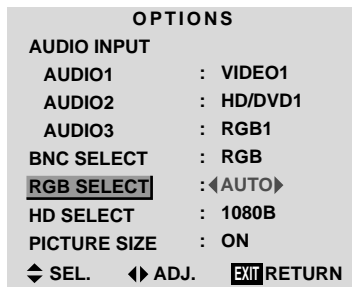 OPTIONS
AUDIO INPUT
AUDIO1 : VIDEO1
AUDIO2 : HD/DVD1
AUDIO3 : RGB1
BNC SELECT : RGB
RGB SELECT : ◀AUTO▶
HD SELECT : 1080B
PICTURE SIZE : ON
SEL. ADJ. EXIT RETURN